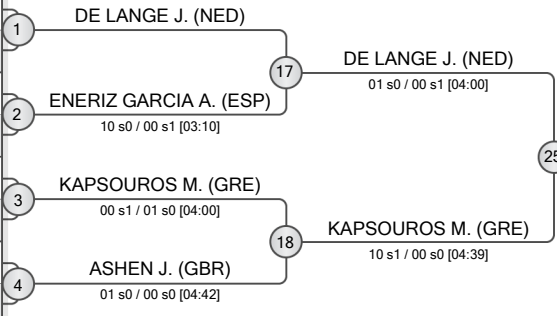 DE LANGE J. (NED)
1
17
DE LANGE J. (NED)
01 s0 / 00 s1 [04:00]
ENERIZ GARCIA A. (ESP)
2
10 s0 / 00 s1 [03:10]
25
KAPSOUROS M. (GRE)
3
00 s1 / 01 s0 [04:00]
18
KAPSOUROS M. (GRE)
10 s1 / 00 s0 [04:39]
ASHEN J. (GBR)
4
01 s0 / 00 s0 [04:42]